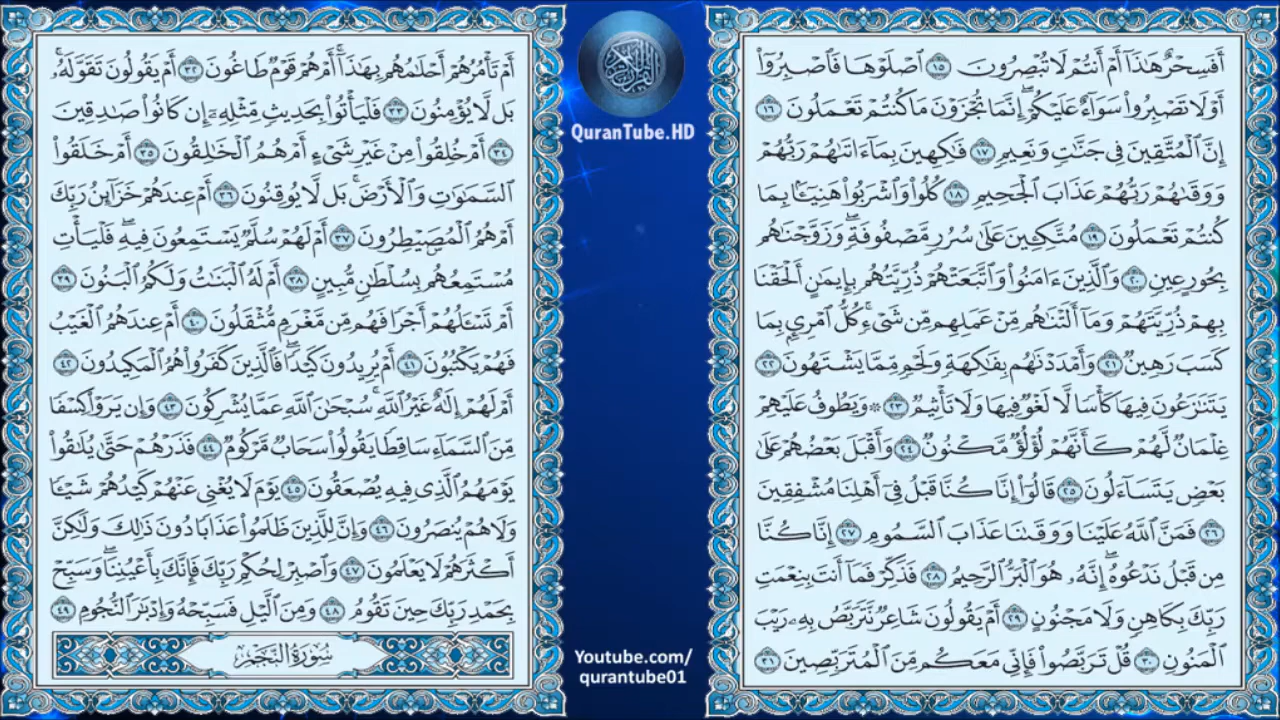 أَفَسِحْرٌ هَٰذَآ أَمْ أَنتُمْ لَا تُبْصِرُونَ ١٥ ٱصْلَوْهَا فَٱصْبِرُوٓا۟
أَوْ لَا تَصْبِرُوا۟ سَوَآءٌ عَلَيْكُمْ ۖ إِنَّمَا تُجْزَوْنَ مَا كُنتُمْ تَعْمَلُونَ ١٦
إِنَّ ٱلْمُتَّقِينَ فِى جَنَّٰتٍ وَنَعِيمٍ ١٧ فَٰكِهِينَ بِمَآ ءَاتَىٰهُمْ رَبُّهُمْ
وَوَقَىٰهُمْ رَبُّهُمْ عَذَابَ ٱلْجَحِيمِ ١٨ كُلُوا۟ وَٱشْرَبُوا۟ هَنِيٓـًٔۢا بِمَا
كُنتُمْ تَعْمَلُونَ ١٩ مُتَّكِـِٔينَ عَلَىٰ سُرُرٍ مَّصْفُوفَةٍ ۖ وَزَوَّجْنَٰهُم
بِحُورٍ عِينٍ ٢٠ وَٱلَّذِينَ ءَامَنُوا۟ وَٱتَّبَعَتْهُمْ ذُرِّيَّتُهُم بِإِيمَٰنٍ أَلْحَقْنَا
بِهِمْ ذُرِّيَّتَهُمْ وَمَآ أَلَتْنَٰهُم مِّنْ عَمَلِهِم مِّن شَىْءٍ ۚ كُلُّ ٱمْرِئٍۭ بِمَا
كَسَبَ رَهِينٌ ٢١ وَأَمْدَدْنَٰهُم بِفَٰكِهَةٍ وَلَحْمٍ مِّمَّا يَشْتَهُونَ ٢٢
يَتَنَٰزَعُونَ فِيهَا كَأْسًا لَّا لَغْوٌ فِيهَا وَلَا تَأْثِيمٌ ٢٣ ۞ وَيَطُوفُ عَلَيْهِمْ
غِلْمَانٌ لَّهُمْ كَأَنَّهُمْ لُؤْلُؤٌ مَّكْنُونٌ ٢٤ وَأَقْبَلَ بَعْضُهُمْ عَلَىٰ
بَعْضٍ يَتَسَآءَلُونَ ٢٥ قَالُوٓا۟ إِنَّا كُنَّا قَبْلُ فِىٓ أَهْلِنَا مُشْفِقِينَ
٢٦ فَمَنَّ ٱللَّهُ عَلَيْنَا وَوَقَىٰنَا عَذَابَ ٱلسَّمُومِ ٢٧ إِنَّا كُنَّا
مِن قَبْلُ نَدْعُوهُ ۖ إِنَّهُۥ هُوَ ٱلْبَرُّ ٱلرَّحِيمُ ٢٨ فَذَكِّرْ فَمَآ أَنتَ بِنِعْمَتِ
رَبِّكَ بِكَاهِنٍ وَلَا مَجْنُونٍ ٢٩ أَمْ يَقُولُونَ شَاعِرٌ نَّتَرَبَّصُ بِهِۦ رَيْبَ
ٱلْمَنُونِ ٣٠ قُلْ تَرَبَّصُوا۟ فَإِنِّى مَعَكُم مِّنَ ٱلْمُتَرَبِّصِينَ ٣١
القرآن الكريم
QuranTube.HD
Youtube.com/
qurantube01
أَمْ تَأْمُرُهُمْ أَحْلَٰمُهُم بِهَٰذَآ ۚ أَمْ هُمْ قَوْمٌ طَاغُونَ ٣٢ أَمْ يَقُولُونَ تَقَوَّلَهُۥ ۚ
بَل لَّا يُؤْمِنُونَ ٣٣ فَلْيَأْتُوا۟ بِحَدِيثٍ مِّثْلِهِۦٓ إِن كَانُوا۟ صَٰدِقِينَ
٣٤ أَمْ خُلِقُوا۟ مِنْ غَيْرِ شَىْءٍ أَمْ هُمُ ٱلْخَٰلِقُونَ ٣٥ أَمْ خَلَقُوا۟
ٱلسَّمَٰوَٰتِ وَٱلْأَرْضَ ۚ بَل لَّا يُوقِنُونَ ٣٦ أَمْ عِندَهُمْ خَزَآئِنُ رَبِّكَ
أَمْ هُمُ ٱلْمُصَۣيْطِرُونَ ٣٧ أَمْ لَهُمْ سُلَّمٌ يَسْتَمِعُونَ فِيهِ ۖ فَلْيَأْتِ
مُسْتَمِعُهُم بِسُلْطَٰنٍ مُّبِينٍ ٣٨ أَمْ لَهُ ٱلْبَنَٰتُ وَلَكُمُ ٱلْبَنُونَ ٣٩
أَمْ تَسْـَٔلُهُمْ أَجْرًا فَهُم مِّن مَّغْرَمٍ مُّثْقَلُونَ ٤٠ أَمْ عِندَهُمُ ٱلْغَيْبُ
فَهُمْ يَكْتُبُونَ ٤١ أَمْ يُرِيدُونَ كَيْدًا ۖ فَٱلَّذِينَ كَفَرُوا۟ هُمُ ٱلْمَكِيدُونَ ٤٢
أَمْ لَهُمْ إِلَٰهٌ غَيْرُ ٱللَّهِ ۚ سُبْحَٰنَ ٱللَّهِ عَمَّا يُشْرِكُونَ ٤٣ وَإِن يَرَوْا۟ كِسْفًا
مِّنَ ٱلسَّمَآءِ سَاقِطًا يَقُولُوا۟ سَحَابٌ مَّرْكُومٌ ٤٤ فَذَرْهُمْ حَتَّىٰ يُلَٰقُوا۟
يَوْمَهُمُ ٱلَّذِى فِيهِ يُصْعَقُونَ ٤٥ يَوْمَ لَا يُغْنِى عَنْهُمْ كَيْدُهُمْ شَيْـًٔا
وَلَا هُمْ يُنصَرُونَ ٤٦ وَإِنَّ لِلَّذِينَ ظَلَمُوا۟ عَذَابًا دُونَ ذَٰلِكَ وَلَٰكِنَّ
أَكْثَرَهُمْ لَا يَعْلَمُونَ ٤٧ وَٱصْبِرْ لِحُكْمِ رَبِّكَ فَإِنَّكَ بِأَعْيُنِنَا ۖ وَسَبِّحْ
بِحَمْدِ رَبِّكَ حِينَ تَقُومُ ٤٨ وَمِنَ ٱلَّيْلِ فَسَبِّحْهُ وَإِدْبَٰرَ ٱلنُّجُومِ ٤٩
سُورَةُ النَّجْمِ